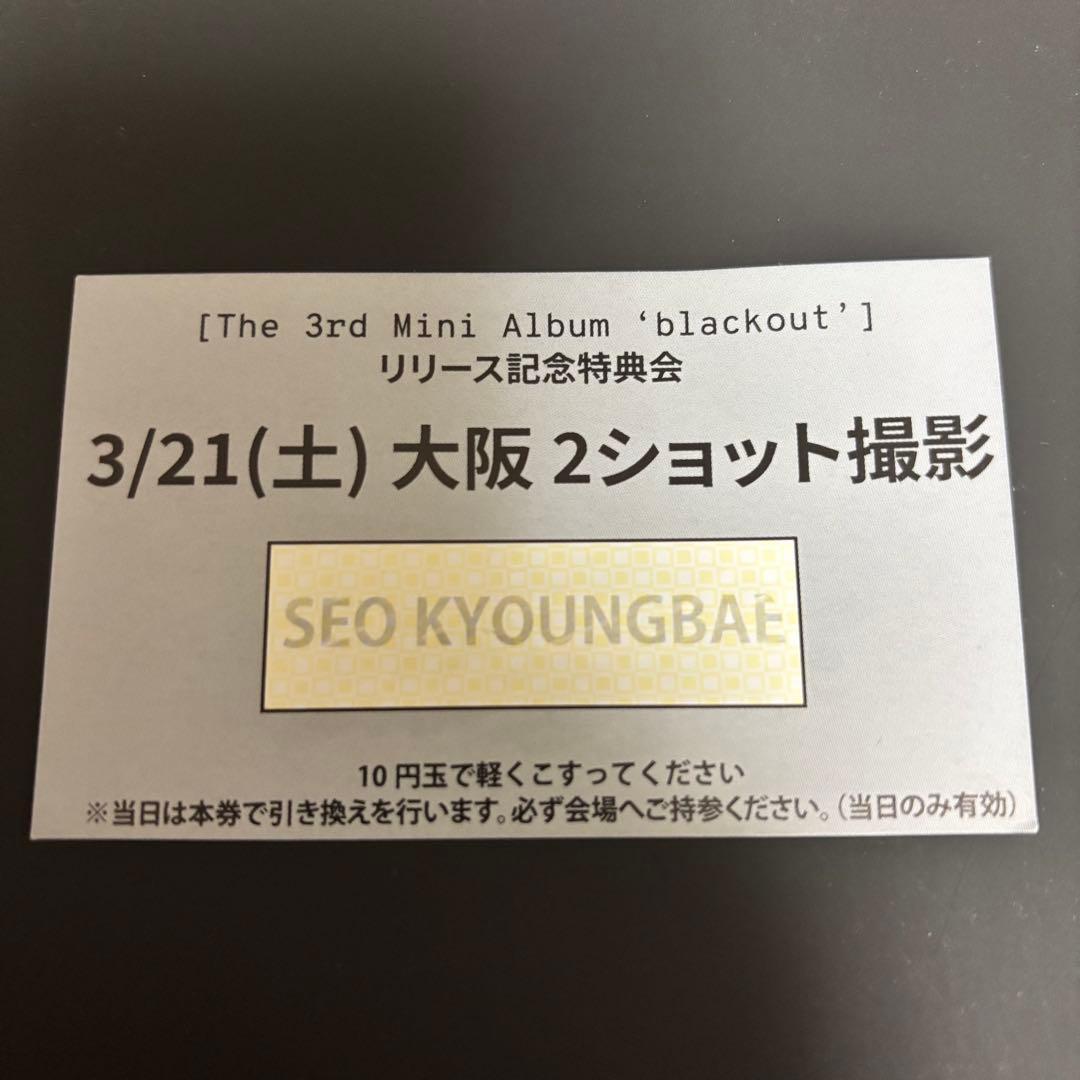 [The 3rd Mini Album ‘blackout’]
リリース記念特典会
3/21(土) 大阪 2ショット撮影
SEO KYOUNGBAE
10円玉で軽くこすってください
※当日は本券で引き換えを行います。必ず会場へご持参ください。(当日のみ有効)